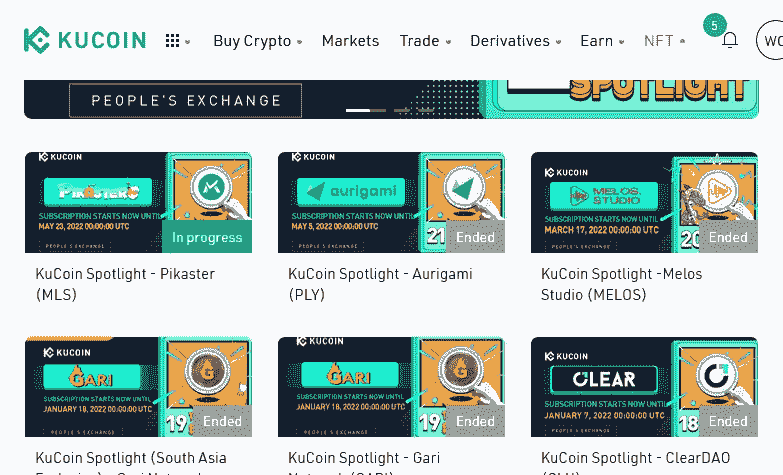 KUCOIN Buy Crypto Markets Trade Derivatives Earn NFT 5
PEOPLE'S EXCHANGE
SPOTLIGHT
KUCOIN
PIKASTER
SUBSCRIPTION STARTS NOW UNTIL
MAY 23, 2022 00:00:00 UTC
PEOPLE'S EXCHANGE
In progress
KuCoin Spotlight - Pikaster
(MLS)
KUCOIN
aurigami
SUBSCRIPTION STARTS NOW UNTIL
MAY 5, 2022 00:00:00 UTC
PEOPLE'S EXCHANGE
21
Ended
KuCoin Spotlight - Aurigami
(PLY)
KUCOIN
MELOS.
STUDIO
SUBSCRIPTION STARTS NOW UNTIL
MARCH 17, 2022 00:00:00 UTC
PEOPLE'S EXCHANGE
20
Ended
KuCoin Spotlight -Melos
Studio (MELOS)
KUCOIN
GARI
SUBSCRIPTION STARTS NOW UNTIL
JANUARY 18, 2022 00:00:00 UTC
PEOPLE'S EXCHANGE
19
Ended
KuCoin Spotlight (South Asia
KUCOIN
GARI
SUBSCRIPTION STARTS NOW UNTIL
JANUARY 18, 2022 00:00:00 UTC
PEOPLE'S EXCHANGE
19
Ended
KuCoin Spotlight - Gari
KUCOIN
CLEAR
SUBSCRIPTION STARTS NOW UNTIL
JANUARY 7, 2022 00:00:00 UTC
PEOPLE'S EXCHANGE
18
Ended
KuCoin Spotlight - ClearDAO